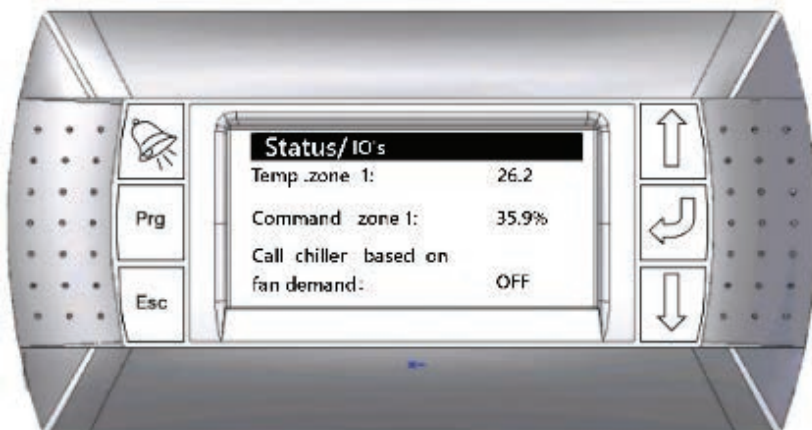 Status/ IO's
Temp.zone 1: 26.2
Command zone 1: 35.9%
Call chiller based on
fan demand: OFF
Prg
Esc